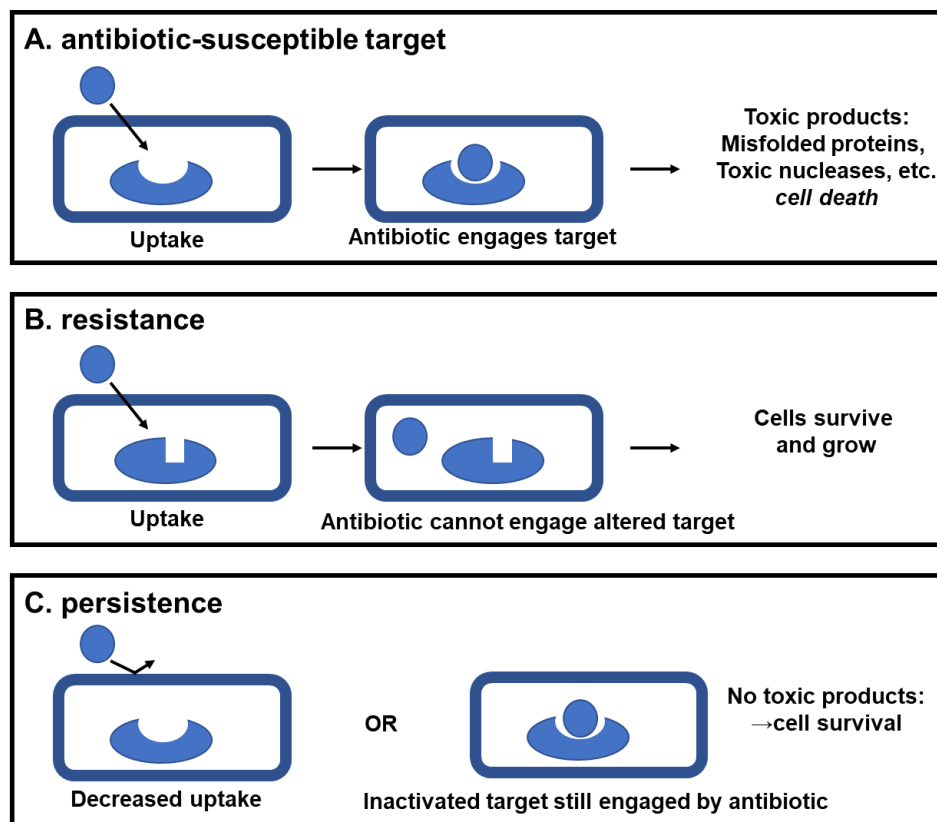 A. antibiotic-susceptible target
Toxic products:
Misfolded proteins,
Toxic nucleases, etc.
cell death
Uptake
Antibiotic engages target
B. resistance
Cells survive
and grow
Uptake
Antibiotic cannot engage altered target
C. persistence
No toxic products:
→cell survival
OR
Decreased uptake
Inactivated target still engaged by antibiotic